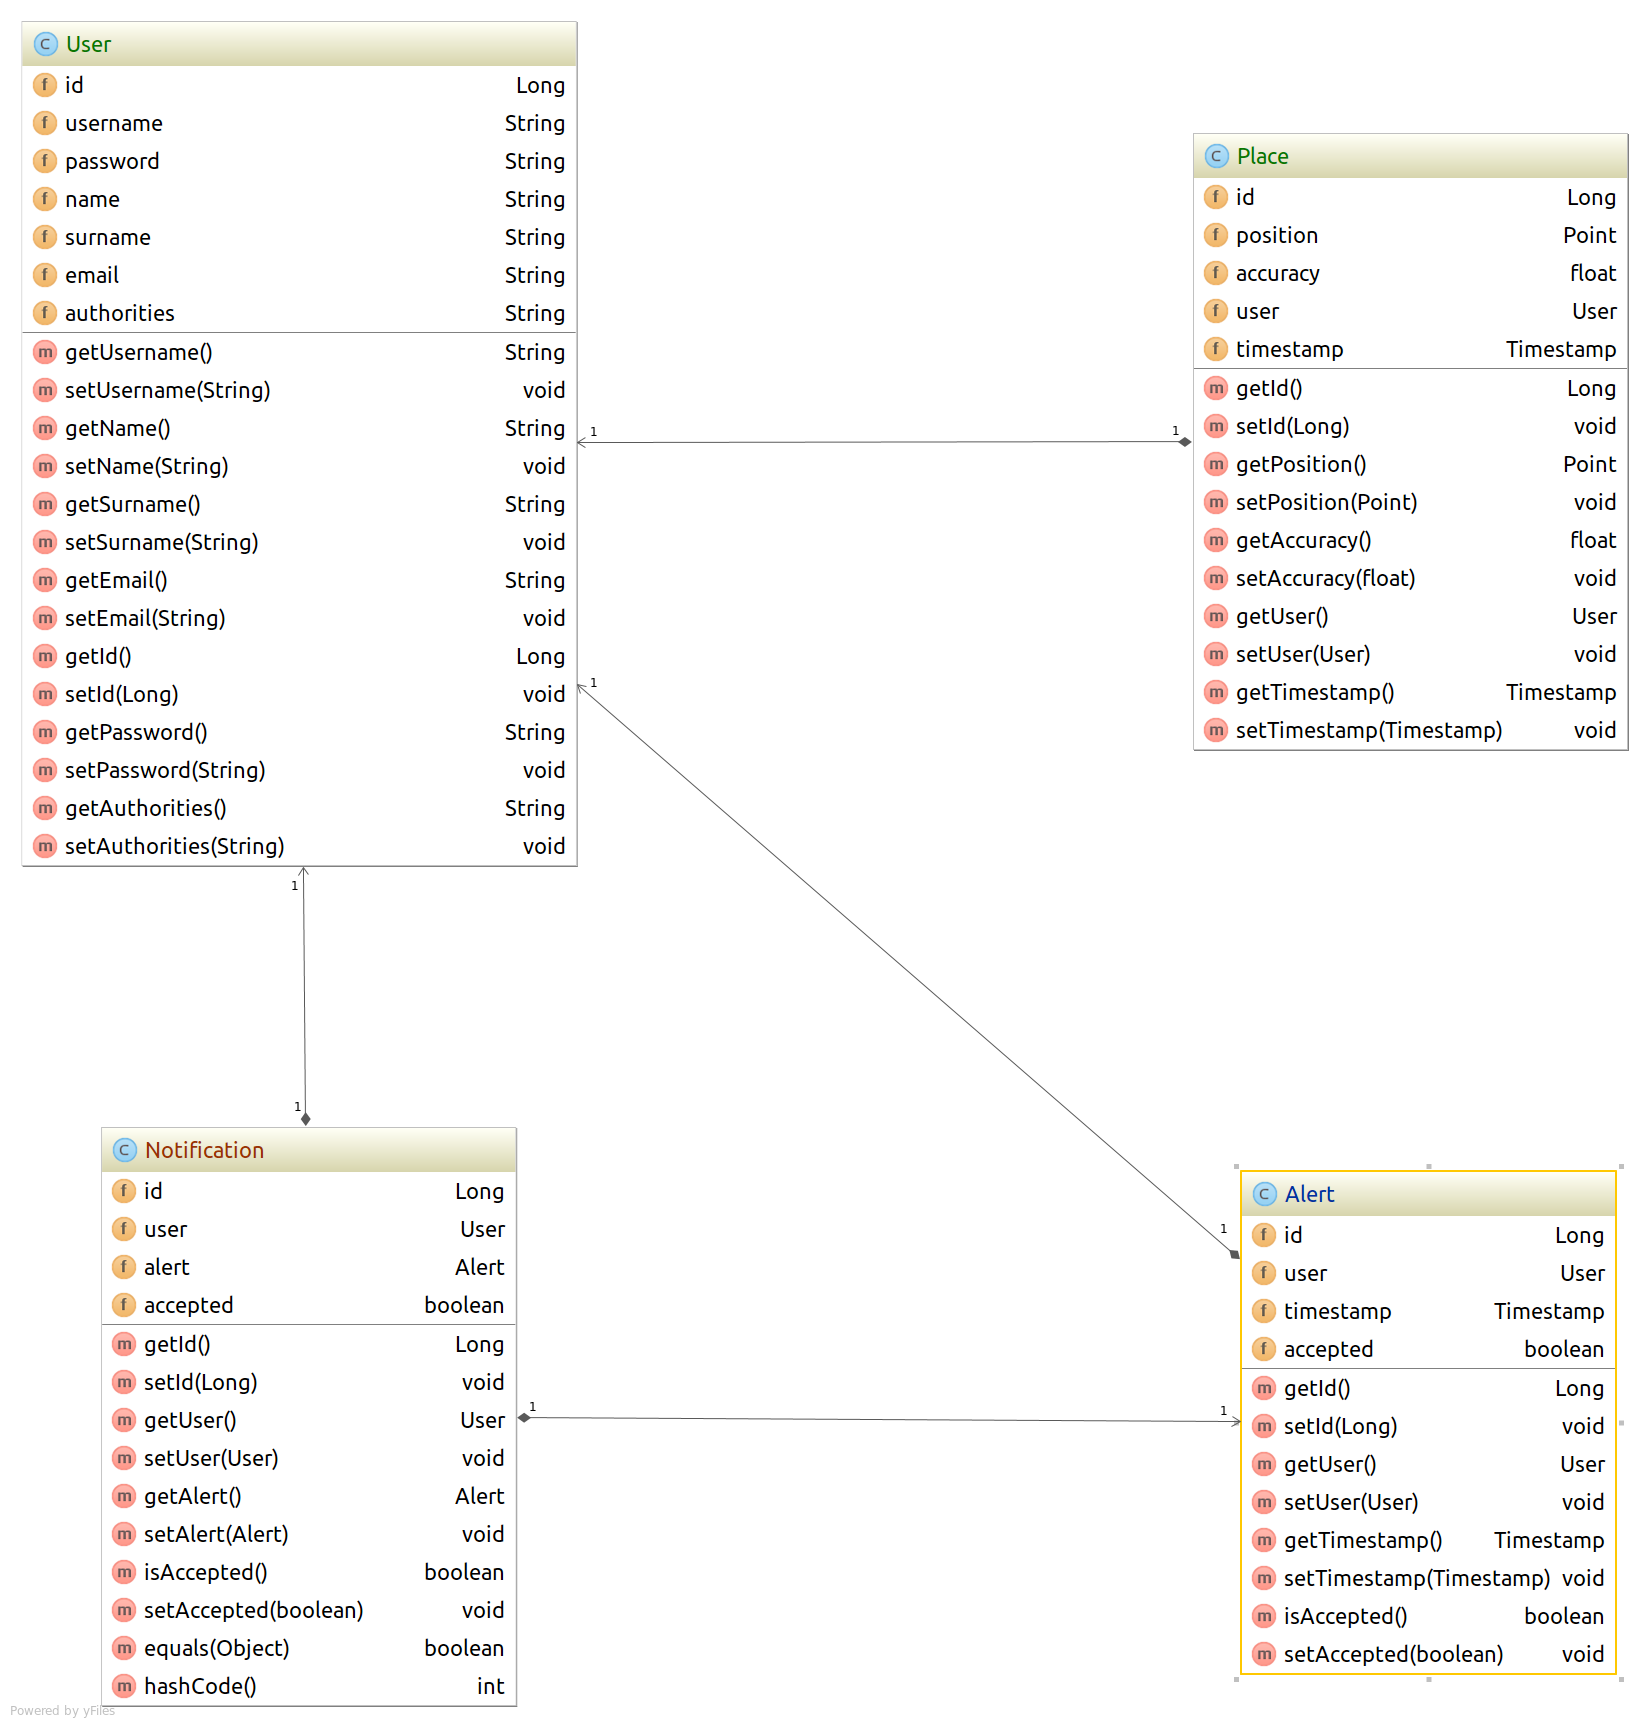 C User
f id Long
f username String
f password String
f name String
f surname String
f email String
f authorities String
m getUsername() String
m setUsername(String) void
m getName() String
m setName(String) void
m getSurname() String
m setSurname(String) void
m getEmail() String
m setEmail(String) void
m getId() Long
m setId(Long) void
m getPassword() String
m setPassword(String) void
m getAuthorities() String
m setAuthorities(String) void
C Place
f id Long
f position Point
f accuracy float
f user User
f timestamp Timestamp
m getId() Long
m setId(Long) void
m getPosition() Point
m setPosition(Point) void
m getAccuracy() float
m setAccuracy(float) void
m getUser() User
m setUser(User) void
m getTimestamp() Timestamp
m setTimestamp(Timestamp) void
1
1
1
1
1
1
1
1
C Notification
f id Long
f user User
f alert Alert
f accepted boolean
m getId() Long
m setId(Long) void
m getUser() User
m setUser(User) void
m getAlert() Alert
m setAlert(Alert) void
m isAccepted() boolean
m setAccepted(boolean) void
m equals(Object) boolean
m hashCode() int
C Alert
f id Long
f user User
f timestamp Timestamp
f accepted boolean
m getId() Long
m setId(Long) void
m getUser() User
m setUser(User) void
m getTimestamp() Timestamp
m setTimestamp(Timestamp) void
m isAccepted() boolean
m setAccepted(boolean) void
Powered by yFiles